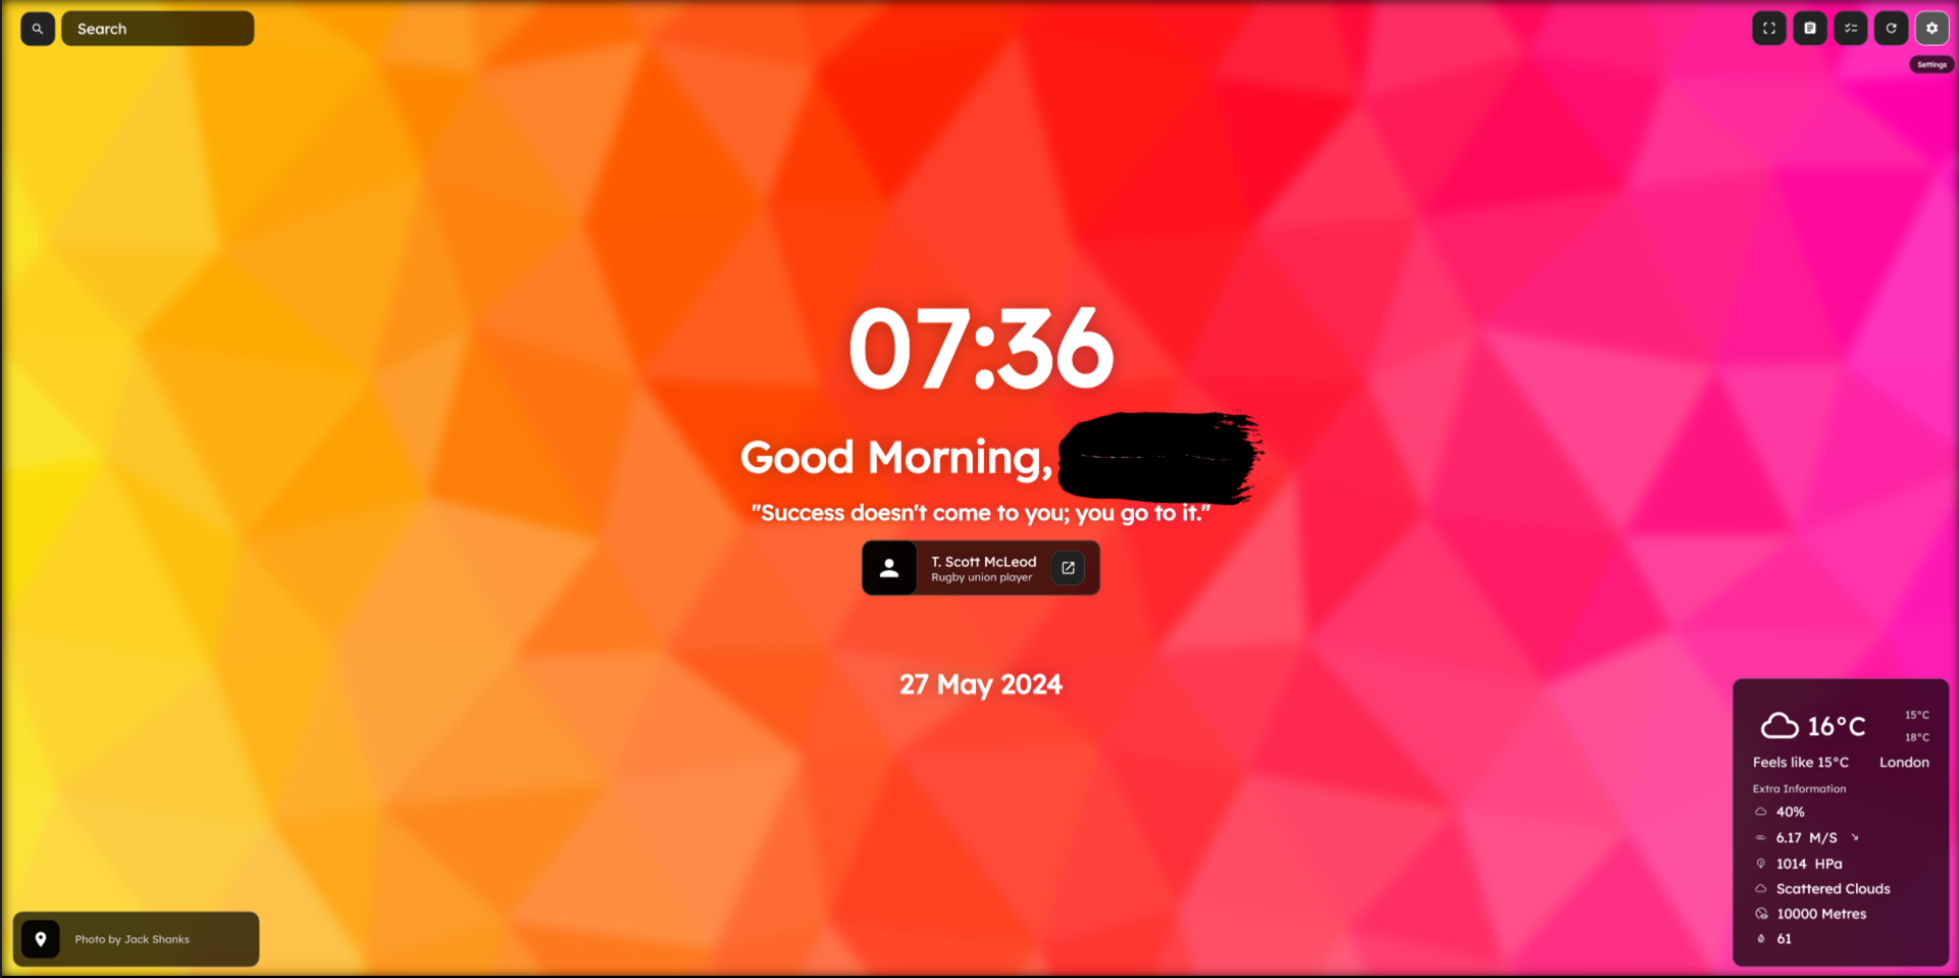 Search
Settings
07:36
Good Morning,
"Success doesn't come to you; you go to it."
T. Scott McLeod
Rugby union player
27 May 2024
16°C
15°C
18°C
Feels like 15°C London
Extra Information
40%
6.17 M/S
1014 HPa
Scattered Clouds
10000 Metres
61
Photo by Jack Shanks